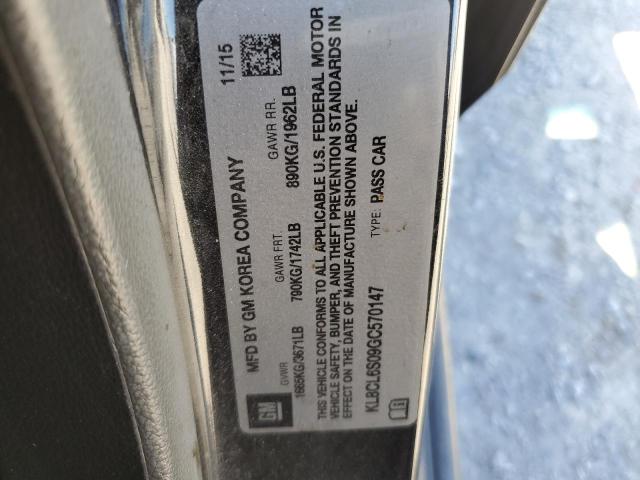 MFD BY GM KOREA COMPANY 11/15
GM
GVWR GAWR FRT. GAWR RR.
1665KG/3671LB 790KG/1742LB 890KG/1962LB
THIS VEHICLE CONFORMS TO ALL APPLICABLE U.S. FEDERAL MOTOR
VEHICLE SAFETY, BUMPER, AND THEFT PREVENTION STANDARDS IN
EFFECT ON THE DATE OF MANUFACTURE SHOWN ABOVE.
KL8CL6S09GC570147 TYPE: PASS CAR